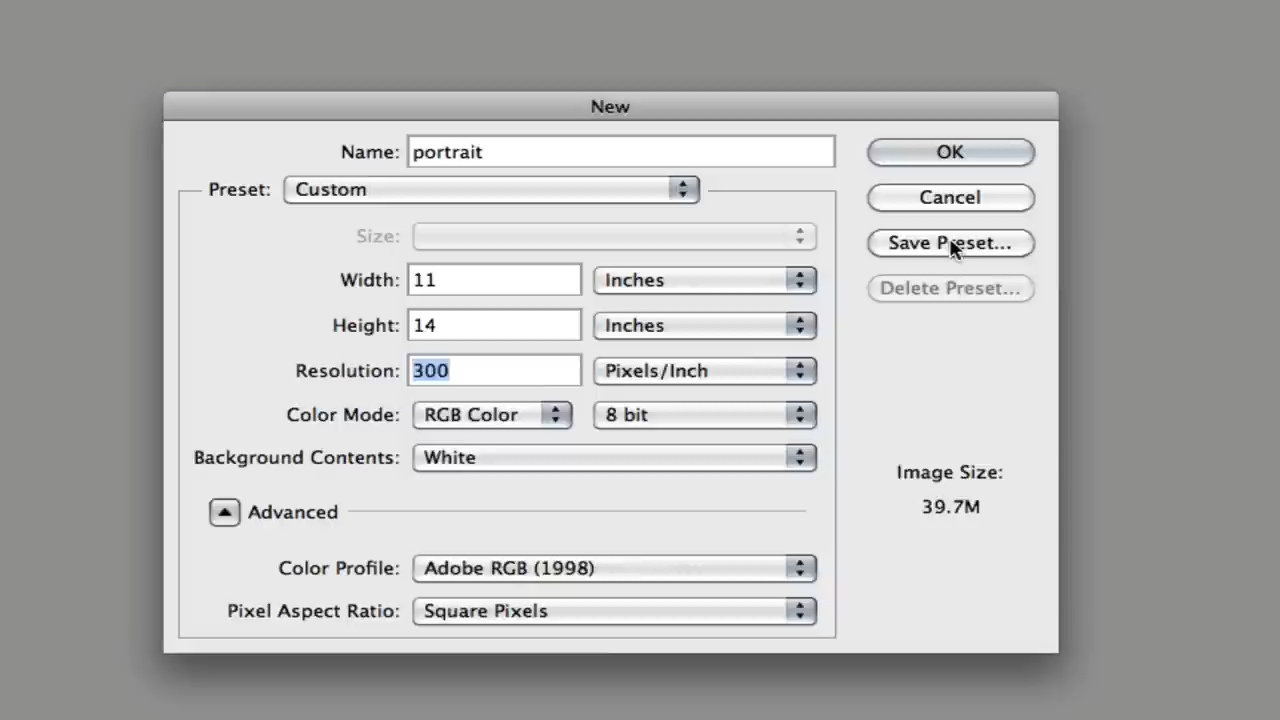 New
Name: portrait
OK
Preset: Custom
Cancel
Size:
Save Preset...
Width: 11 Inches
Delete Preset...
Height: 14 Inches
Resolution: 300 Pixels/Inch
Color Mode: RGB Color 8 bit
Background Contents: White
Image Size:
39.7M
Advanced
Color Profile: Adobe RGB (1998)
Pixel Aspect Ratio: Square Pixels